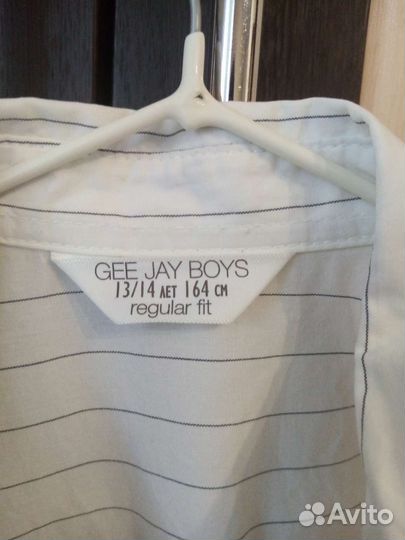 GEE JAY BOYS
13/14 ЛЕТ 164 СМ
regular fit
Avito